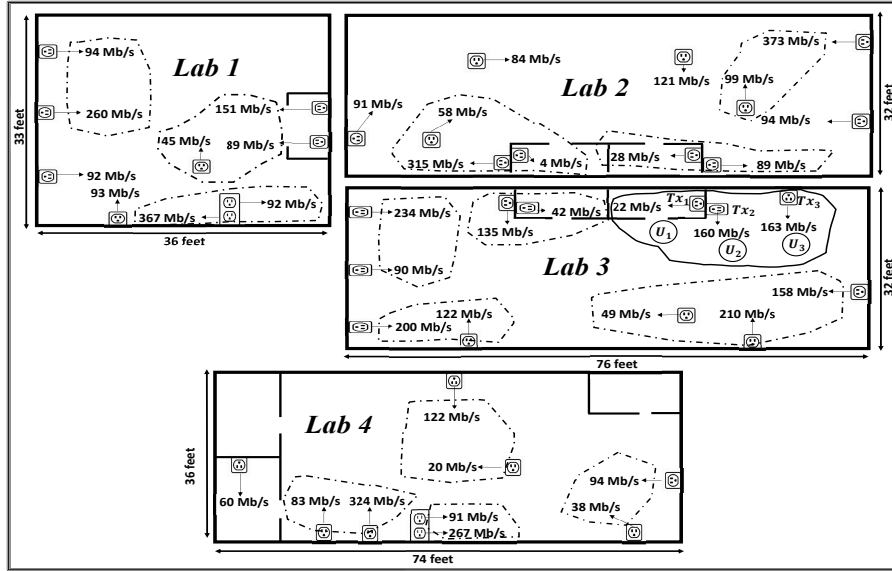 94 Mb/s
Lab 1
260 Mb/s
151 Mb/s
45 Mb/s
89 Mb/s
92 Mb/s
93 Mb/s
92 Mb/s
367 Mb/s
33 feet
36 feet
373 Mb/s
84 Mb/s
Lab 2
121 Mb/s
99 Mb/s
91 Mb/s
58 Mb/s
94 Mb/s
315 Mb/s
4 Mb/s
28 Mb/s
89 Mb/s
32 feet
234 Mb/s
42 Mb/s
22 Mb/s
Tx1
Tx2
Tx3
135 Mb/s
160 Mb/s
163 Mb/s
U1
U2
U3
Lab 3
90 Mb/s
158 Mb/s
122 Mb/s
49 Mb/s
210 Mb/s
200 Mb/s
32 feet
76 feet
Lab 4
122 Mb/s
20 Mb/s
94 Mb/s
60 Mb/s
83 Mb/s
324 Mb/s
91 Mb/s
38 Mb/s
267 Mb/s
36 feet
74 feet